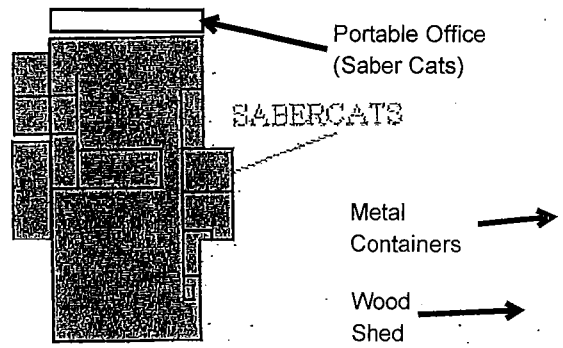 Portable Office
(Saber Cats)
SABERCATS
Metal
Containers
Wood
Shed